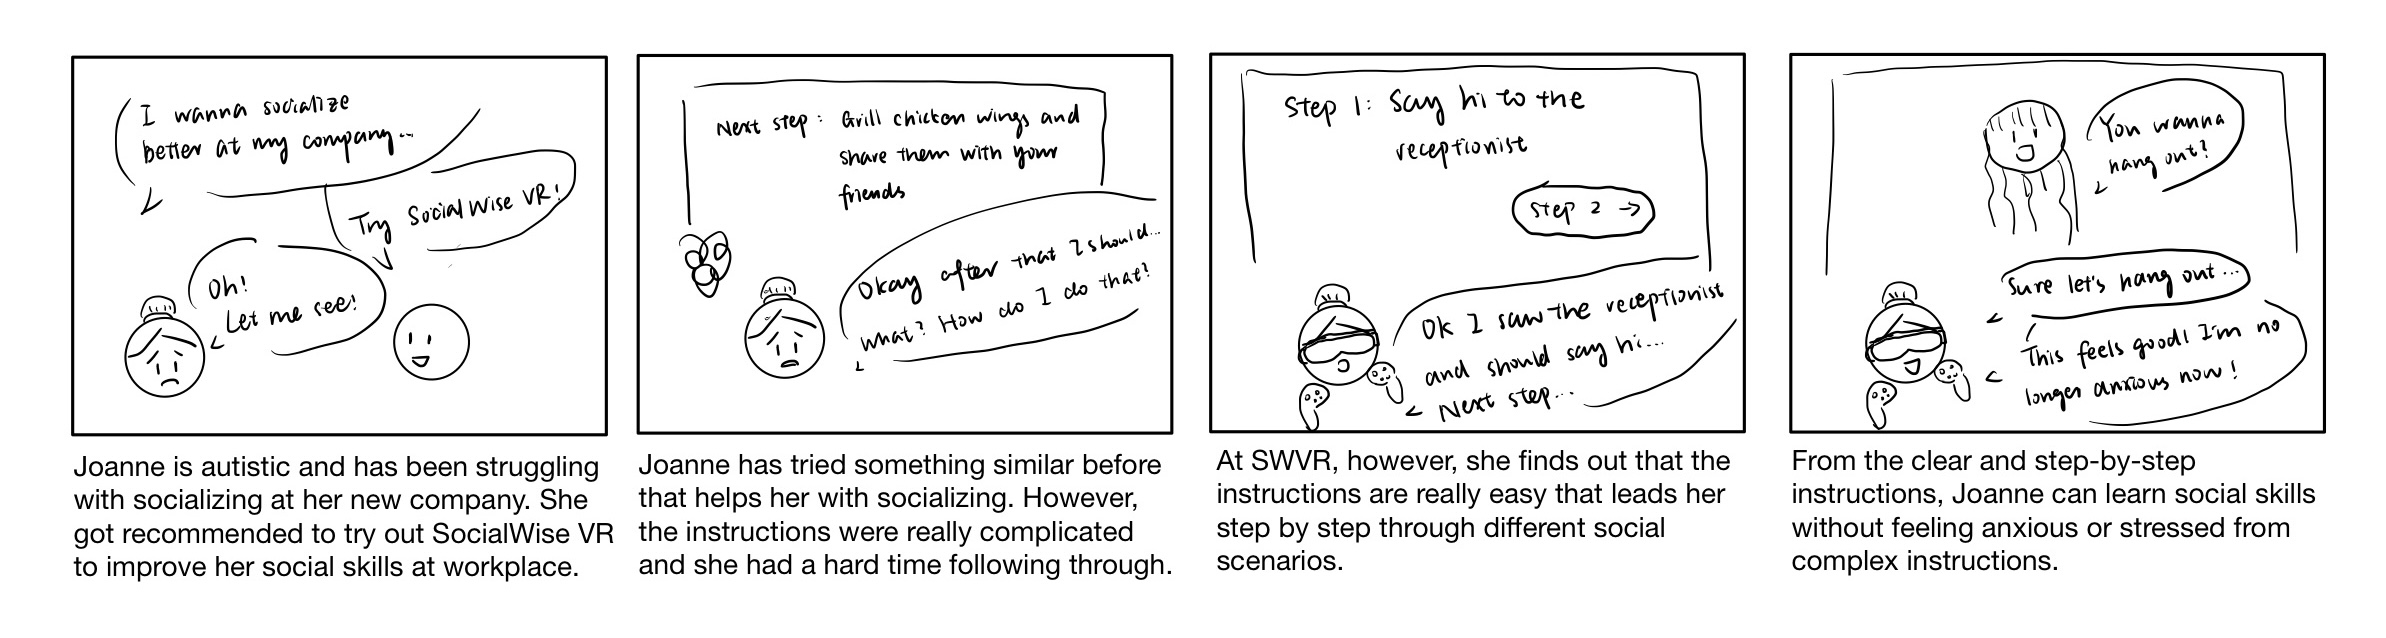 I wanna socialize
better at my company...
Try SocialWise VR!
Oh!
Let me see!
Joanne is autistic and has been struggling
with socializing at her new company. She
got recommended to try out SocialWise VR
to improve her social skills at workplace.
Next step: Grill chicken wings and
share them with your
friends
Okay after that I should...
what? How do I do that?
Joanne has tried something similar before
that helps her with socializing. However,
the instructions were really complicated
and she had a hard time following through.
Step 1: Say hi to the
receptionist
Step 2 →
Ok I saw the receptionist
and should say hi...
Next step...
At SWVR, however, she finds out that the
instructions are really easy that leads her
step by step through different social
scenarios.
You wanna
hang out?
Sure let's hang out...
This feels good! I'm no
longer anxious now!
From the clear and step-by-step
instructions, Joanne can learn social skills
without feeling anxious or stressed from
complex instructions.